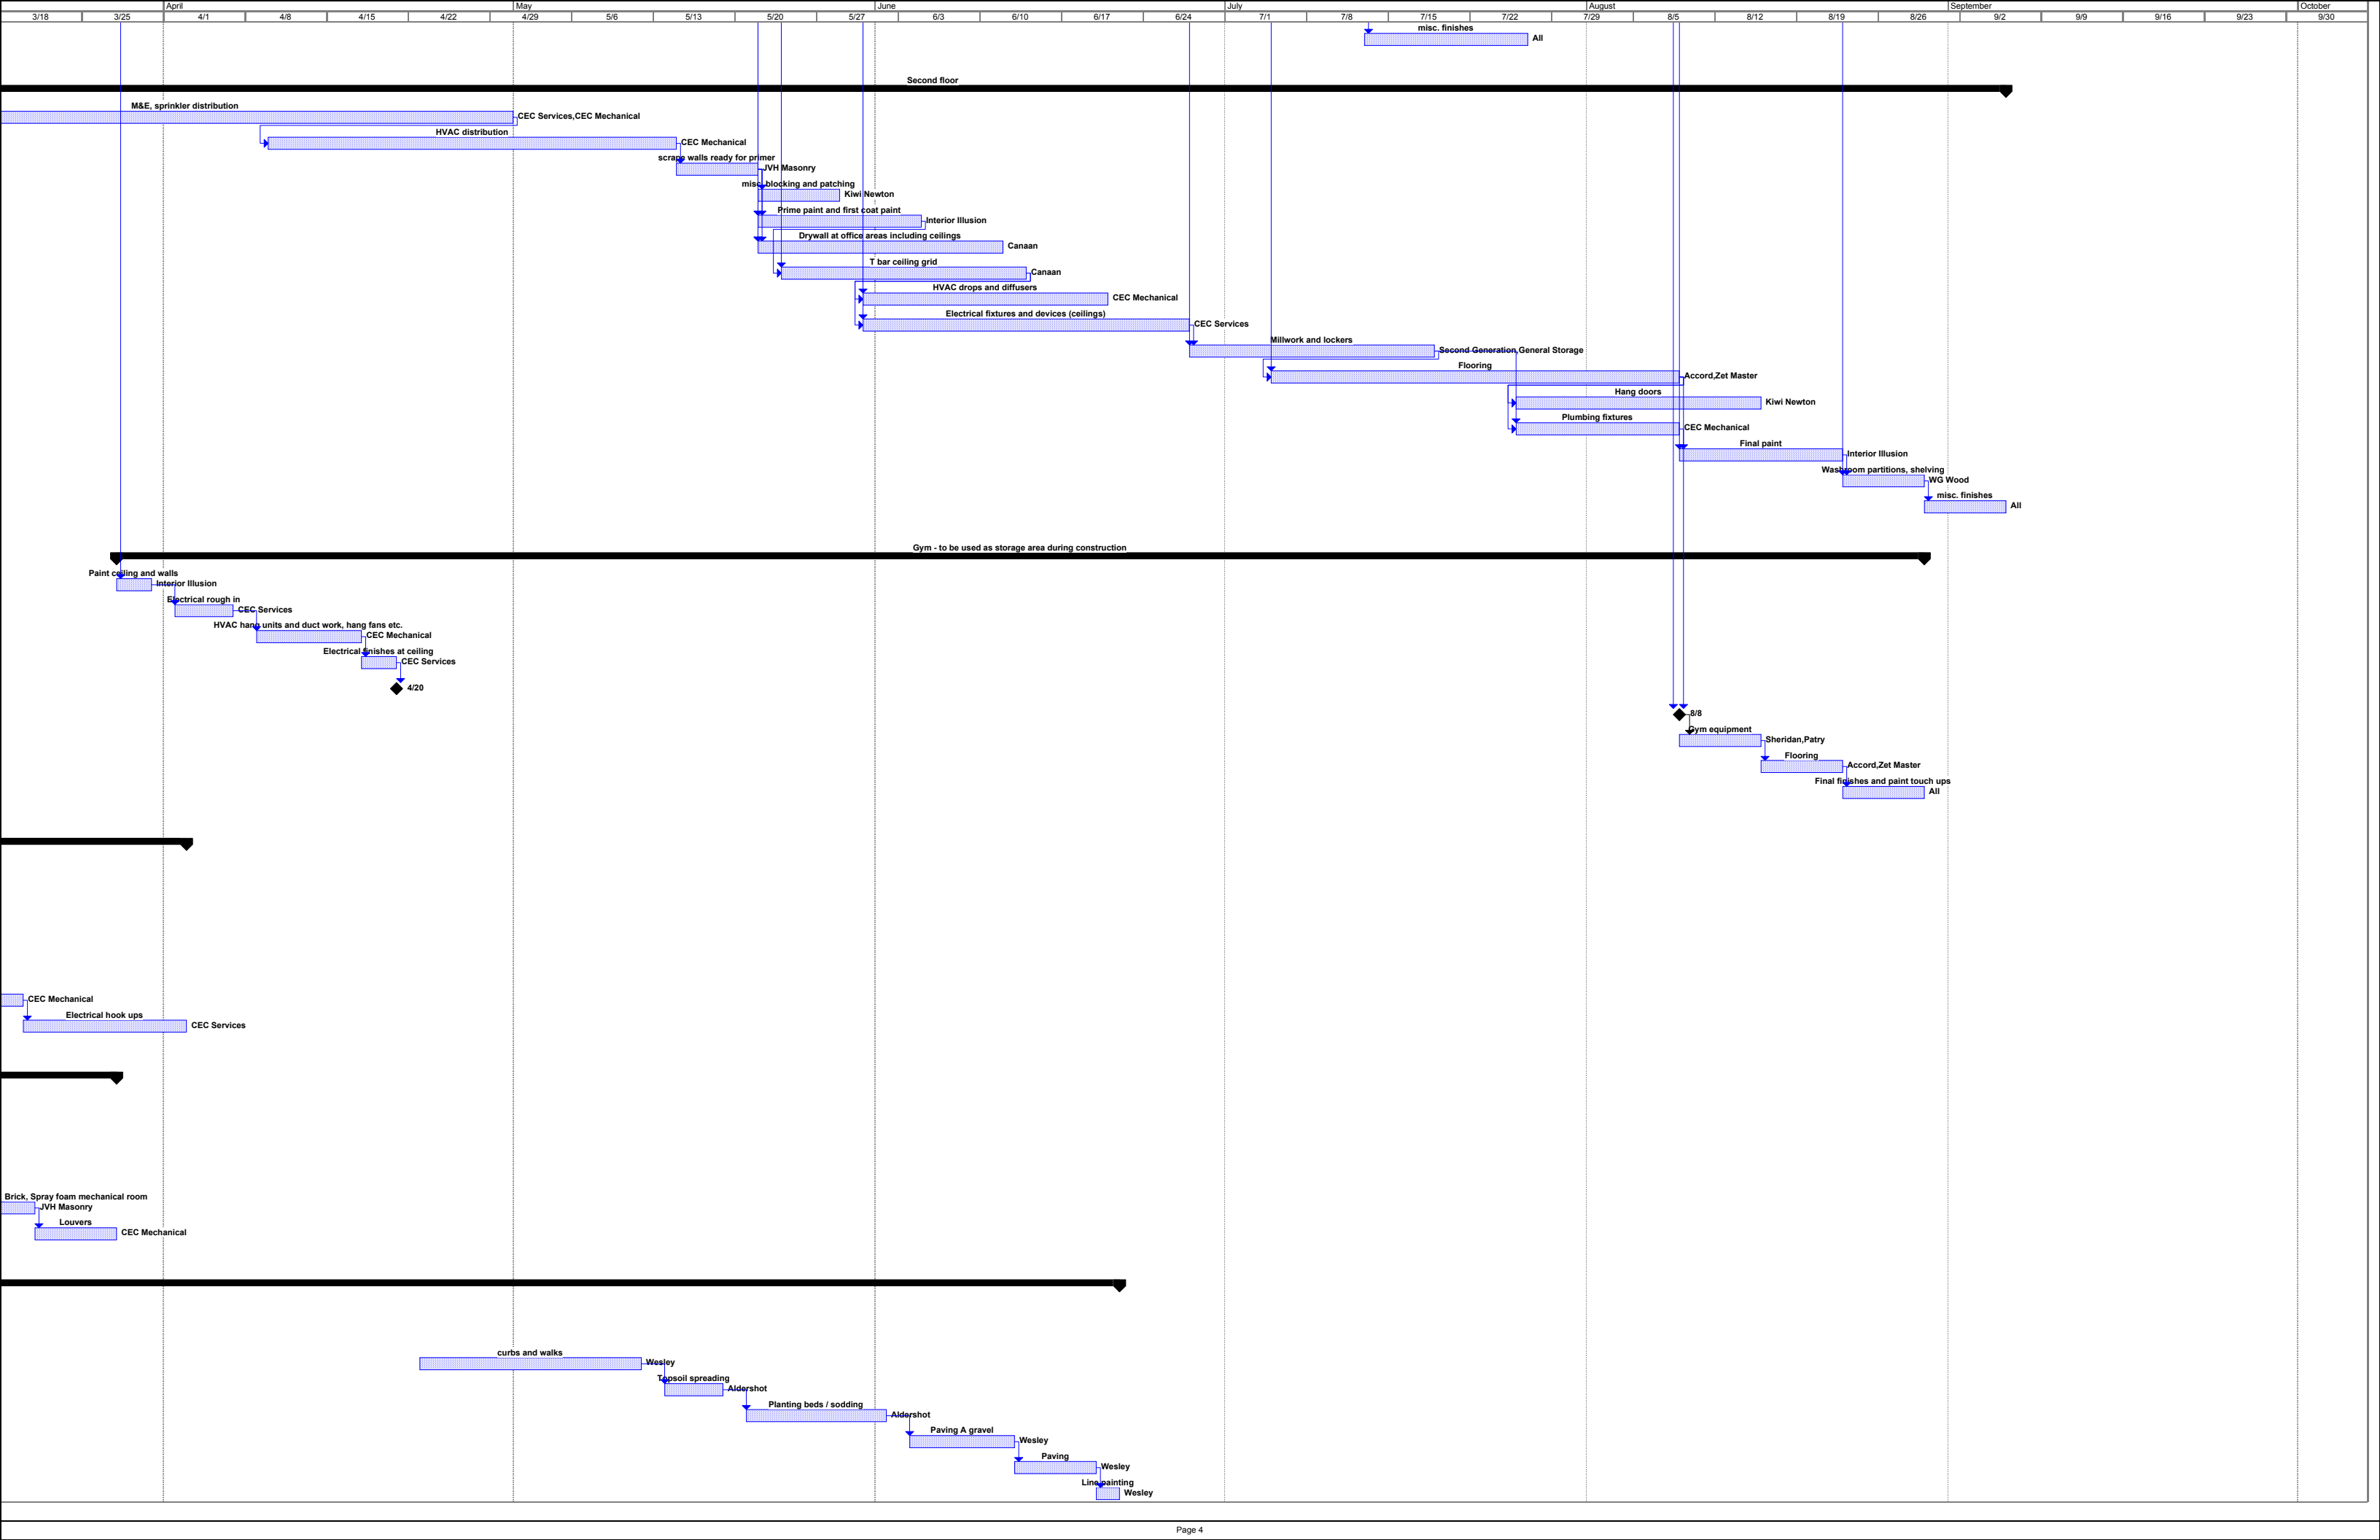 April May June July August September October
3/18 3/25 4/1 4/8 4/15 4/22 4/29 5/6 5/13 5/20 5/27 6/3 6/10 6/17 6/24 7/1 7/8 7/15 7/22 7/29 8/5 8/12 8/19 8/26 9/2 9/9 9/16 9/23 9/30
misc. finishes
All
Second floor
M&E, sprinkler distribution
CEC Services,CEC Mechanical
HVAC distribution
CEC Mechanical
scrape walls ready for primer
JVH Masonry
misc blocking and patching
Kiwi Newton
Prime paint and first coat paint
Interior Illusion
Drywall at office areas including ceilings
Canaan
T bar ceiling grid
Canaan
HVAC drops and diffusers
CEC Mechanical
Electrical fixtures and devices (ceilings)
CEC Services
Millwork and lockers
Second Generation,General Storage
Flooring
Accord,Zet Master
Hang doors
Kiwi Newton
Plumbing fixtures
CEC Mechanical
Final paint
Interior Illusion
Washroom partitions, shelving
WG Wood
misc. finishes
All
Gym - to be used as storage area during construction
Paint ceiling and walls
Interior Illusion
Electrical rough in
CEC Services
HVAC hang units and duct work, hang fans etc.
CEC Mechanical
Electrical finishes at ceiling
CEC Services
4/20
8/8
Gym equipment
Sheridan,Patry
Flooring
Accord,Zet Master
Final finishes and paint touch ups
All
CEC Mechanical
Electrical hook ups
CEC Services
Brick, Spray foam mechanical room
JVH Masonry
Louvers
CEC Mechanical
curbs and walks
Wesley
Topsoil spreading
Aldershot
Planting beds / sodding
Aldershot
Paving A gravel
Wesley
Paving
Wesley
Line painting
Wesley
Page 4